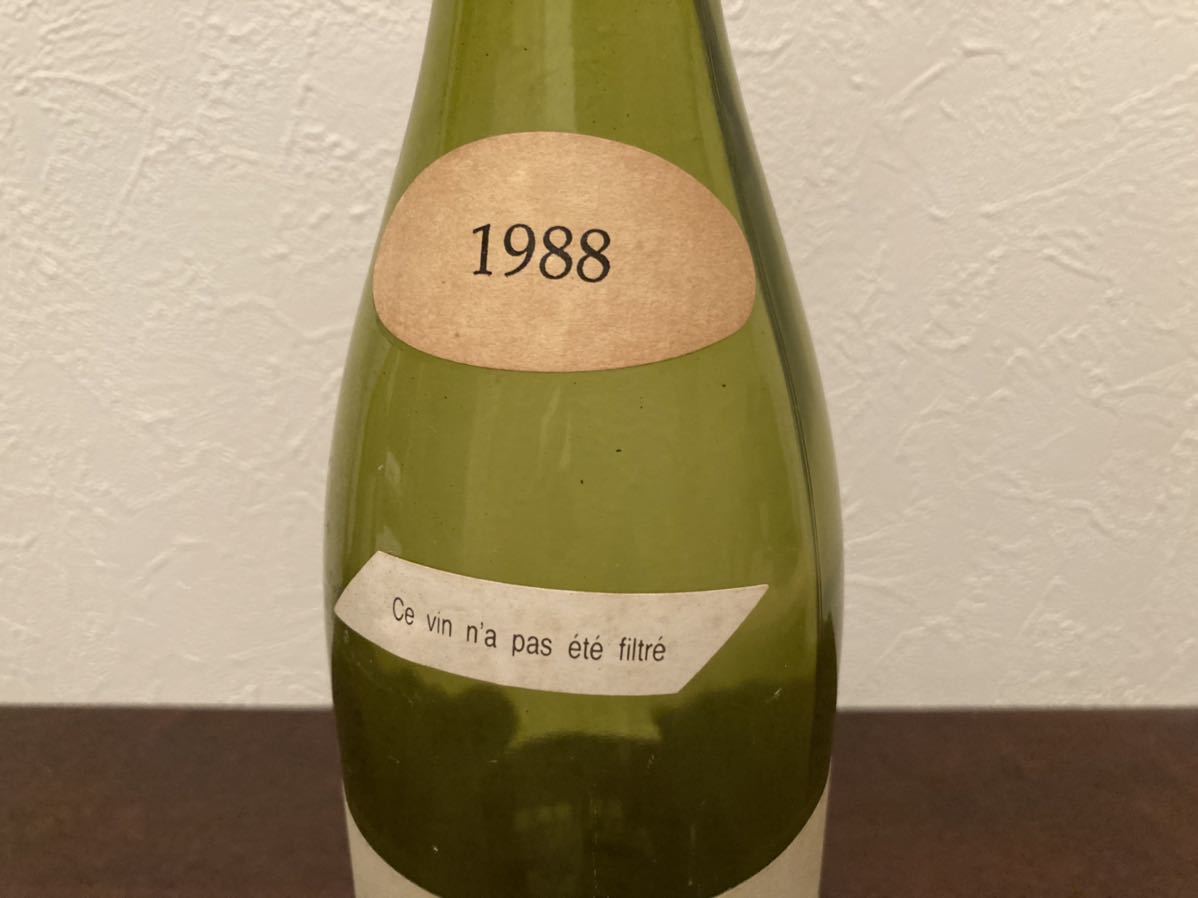 1988
Ce vin n'a pas été filtré